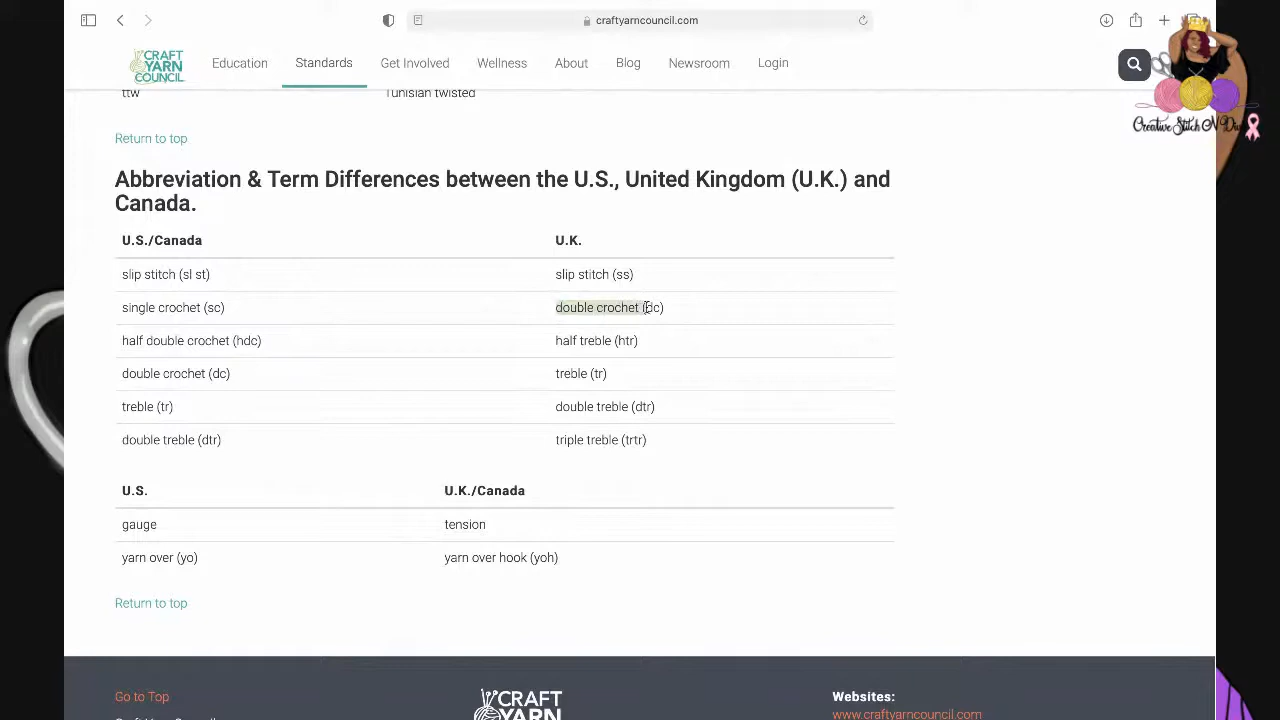 craftyarncouncil.com
CRAFT
YARN
COUNCIL
Education Standards Get Involved Wellness About Blog Newsroom Login
ttw Tunisian twisted
Return to top
Abbreviation & Term Differences between the U.S., United Kingdom (U.K.) and
Canada.
U.S./Canada U.K.
slip stitch (sl st) slip stitch (ss)
single crochet (sc) double crochet (dc)
half double crochet (hdc) half treble (htr)
double crochet (dc) treble (tr)
treble (tr) double treble (dtr)
double treble (dtr) triple treble (trtr)
U.S. U.K./Canada
gauge tension
yarn over (yo) yarn over hook (yoh)
Return to top
Go to Top
CRAFT
Websites:
www.craftyarncouncil.com
Creative Stitch N